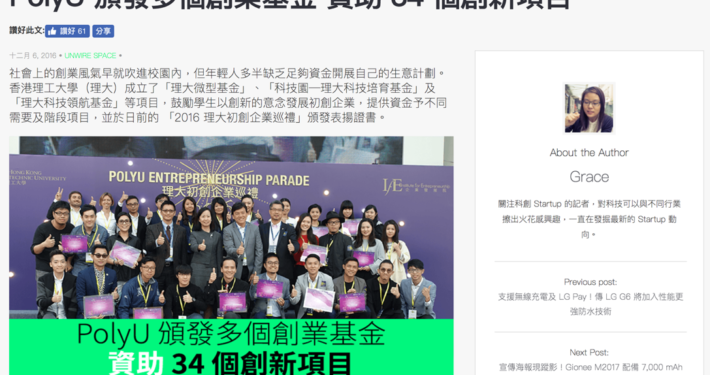 PolyU 頒發多個創業基金 資助 34 個創新項目
讀好此文:
讚好 61
分享
十二月 6, 2016 • UNWIRE SPACE •
社會上的創業風氣早就吹進校園內，但年輕人多半缺乏足夠資金開展自己的生意計劃。
香港理工大學（理大）成立了「理大微型基金」、「科技園─理大科技培育基金」及
「理大科技領航基金」等項目，鼓勵學生以創新的意念發展初創企業，提供資金予不同
需要及階段項目，並於日前的 「2016 理大初創企業巡禮」頒發表揚證書。
POLYU ENTREPRENEURSHIP PARADE
理大初創企業巡禮
PolyU 頒發多個創業基金
資助 34 個創新項目
About the Author
Grace
關注科創 Startup 的記者，對科技可以與不同行業
擦出火花感興趣，一直在發掘最新的 Startup 動
向。
Previous post:
支援無線充電及 LG Pay！傳 LG G6 將加入性能更
強防水技術
Next Post:
宣傳海報現蹤影！Gionee M2017 配備 7,000 mAh